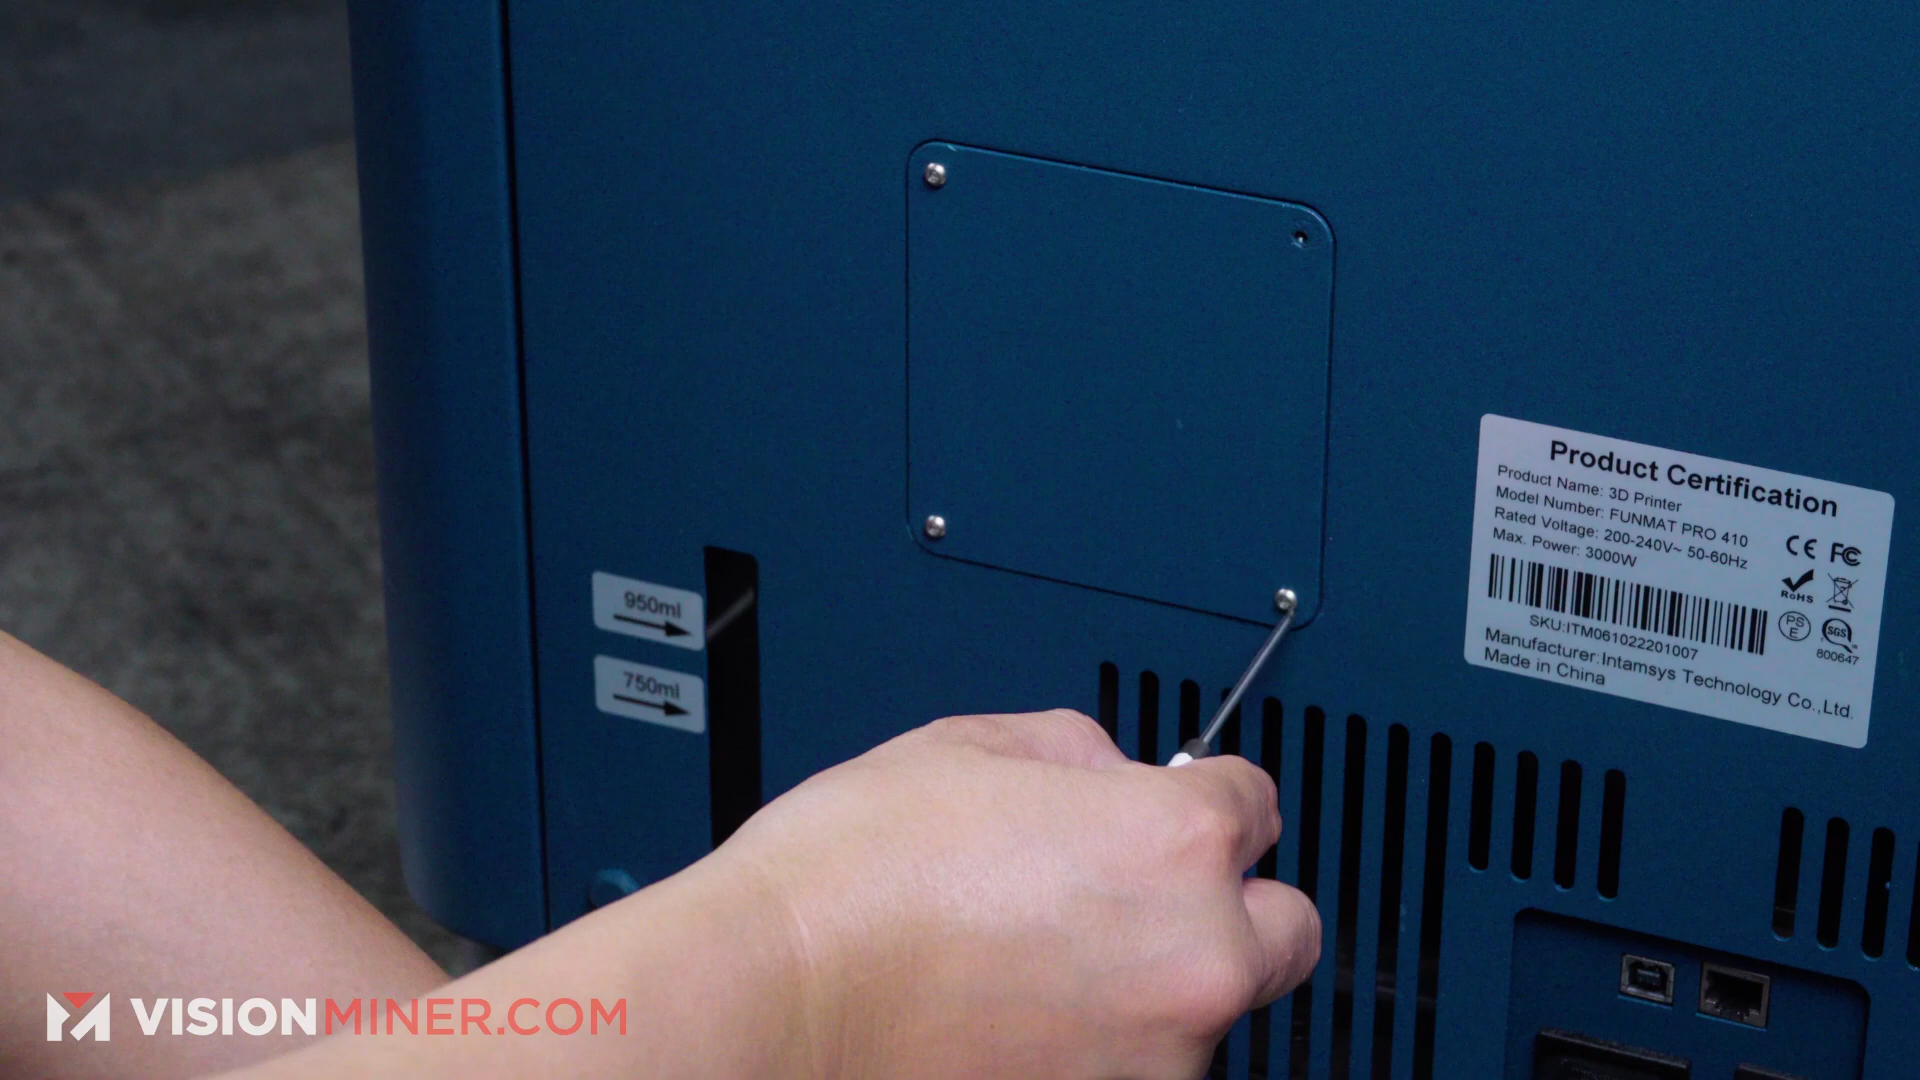 950ml
750ml
Product Certification
Product Name: 3D Printer
Model Number: FUNMAT PRO 410
Rated Voltage: 200-240V~ 50-60Hz
Max. Power: 3000W
CE FC
RoHS
PS
E
SGS
800647
SKU:ITM061022201007
Manufacturer:Intamsys Technology Co.,Ltd.
Made in China
VISIONMINER.COM